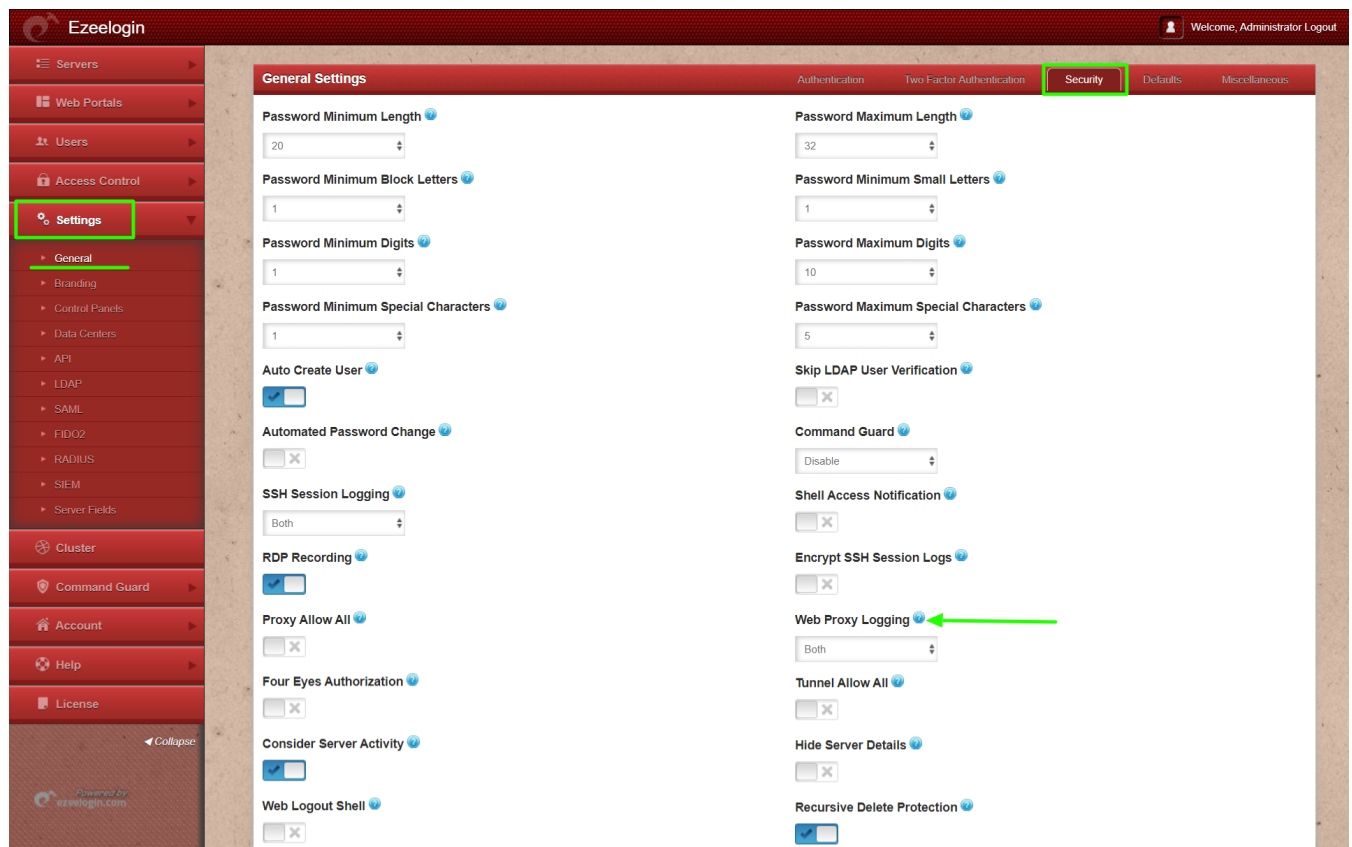 Ezeelogin
Welcome, Administrator Logout
Servers
Web Portals
Users
Access Control
Settings
General
Branding
Control Panels
Data Centers
API
LDAP
SAML
FIDO2
RADIUS
SIEM
Server Fields
Cluster
Command Guard
Account
Help
License
Collapse
Powered by
ezeelogin.com
General Settings
Authentication
Two Factor Authentication
Security
Defaults
Miscellaneous
Password Minimum Length
Password Maximum Length
20
32
Password Minimum Block Letters
Password Minimum Small Letters
1
1
Password Minimum Digits
Password Maximum Digits
1
10
Password Minimum Special Characters
Password Maximum Special Characters
1
5
Auto Create User
Skip LDAP User Verification
Automated Password Change
Command Guard
Disable
SSH Session Logging
Shell Access Notification
Both
RDP Recording
Encrypt SSH Session Logs
Proxy Allow All
Web Proxy Logging
Both
Four Eyes Authorization
Tunnel Allow All
Consider Server Activity
Hide Server Details
Web Logout Shell
Recursive Delete Protection